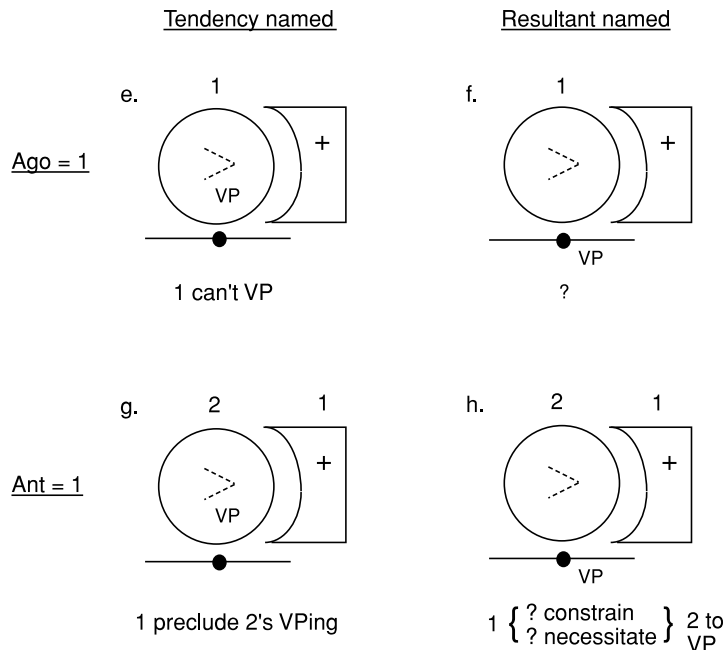 Tendency named Resultant named
1 1
e. f.
Ago = 1 + +
VP
VP
1 can't VP ?
2 1 2 1
g. h.
+ +
Ant = 1 VP
VP
1 preclude 2's VPing 1 { ? constrain } 2 to
? necessitate VP